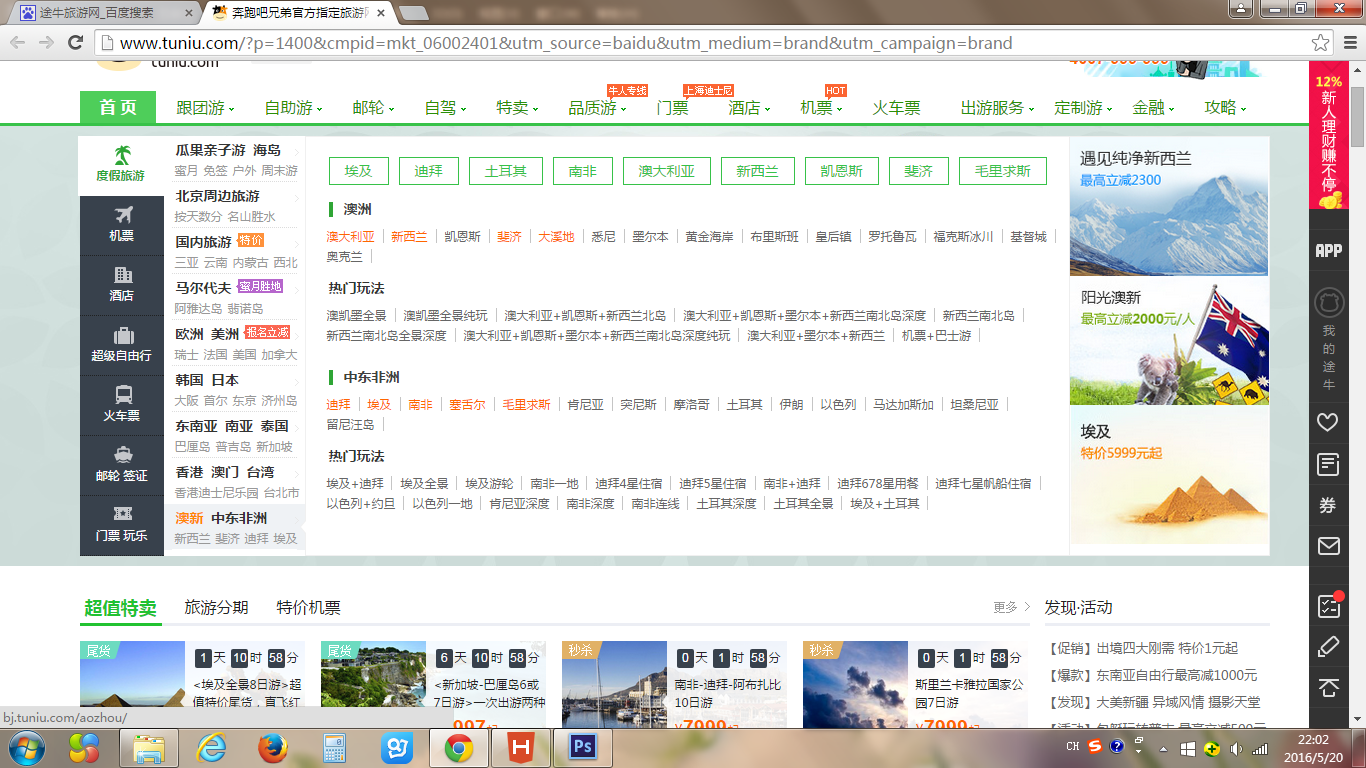 途牛旅游网_百度搜索
奔跑吧兄弟官方指定旅游网
www.tuniu.com/?p=1400&cmpid=mkt_06002401&utm_source=baidu&utm_medium=brand&utm_campaign=brand
tuniu.com
牛人专线 上海迪士尼 HOT
首页 跟团游 自助游 邮轮 自驾 特卖 品质游 门票 酒店 机票 火车票 出游服务 定制游 金融 攻略
度假旅游
机票
酒店
超级自由行
火车票
邮轮 签证
门票 玩乐
瓜果亲子游 海岛
蜜月 免签 户外 周末游
北京周边旅游
按天数分 名山胜水
国内旅游 特价
三亚 云南 内蒙古 西北
马尔代夫 蜜月胜地
阿雅达岛 翡诺岛
欧洲 美洲 报名立减
瑞士 法国 美国 加拿大
韩国 日本
大阪 首尔 东京 济州岛
东南亚 南亚 泰国
巴厘岛 普吉岛 新加坡
香港 澳门 台湾
香港迪士尼乐园 台北市
澳新 中东非洲
新西兰 斐济 迪拜 埃及
埃及 迪拜 土耳其 南非 澳大利亚 新西兰 凯恩斯 斐济 毛里求斯
澳洲
澳大利亚 新西兰 凯恩斯 斐济 大溪地 悉尼 墨尔本 黄金海岸 布里斯班 皇后镇 罗托鲁瓦 福克斯冰川 基督城
奥克兰
热门玩法
澳凯墨全景 澳凯墨全景纯玩 澳大利亚+凯恩斯+新西兰北岛 澳大利亚+凯恩斯+墨尔本+新西兰南北岛深度 新西兰南北岛
新西兰南北岛全景深度 澳大利亚+凯恩斯+墨尔本+新西兰南北岛深度纯玩 澳大利亚+墨尔本+新西兰 机票+巴士游
中东非洲
迪拜 埃及 南非 塞舌尔 毛里求斯 肯尼亚 突尼斯 摩洛哥 土耳其 伊朗 以色列 马达加斯加 坦桑尼亚
留尼汪岛
热门玩法
埃及+迪拜 埃及全景 埃及游轮 南非一地 迪拜4星住宿 迪拜5星住宿 南非+迪拜 迪拜678星用餐 迪拜七星帆船住宿
以色列+约旦 以色列一地 肯尼亚深度 南非深度 南非连线 土耳其深度 土耳其全景 埃及+土耳其
遇见纯净新西兰
最高立减2300
阳光澳新
最高立减2000元/人
埃及
特价5999元起
12%
新人理财赚不停
APP
我的途牛
券
超值特卖 旅游分期 特价机票 更多
尾货
1天10时58分
<埃及全景8日游>超
值特价尾货，直飞红
尾货
6天10时58分
<新加坡-巴厘岛6或
7日游>一次出游两种
秒杀
0天1时58分
南非-迪拜-阿布扎比
10日游
秒杀
0天1时58分
斯里兰卡雅拉国家公
园7日游
发现·活动
【促销】出境四大刚需 特价1元起
【爆款】东南亚自由行最高减1000元
【发现】大美新疆 异域风情 摄影天堂
bj.tuniu.com/aozhou/
CH
22:02
2016/5/20